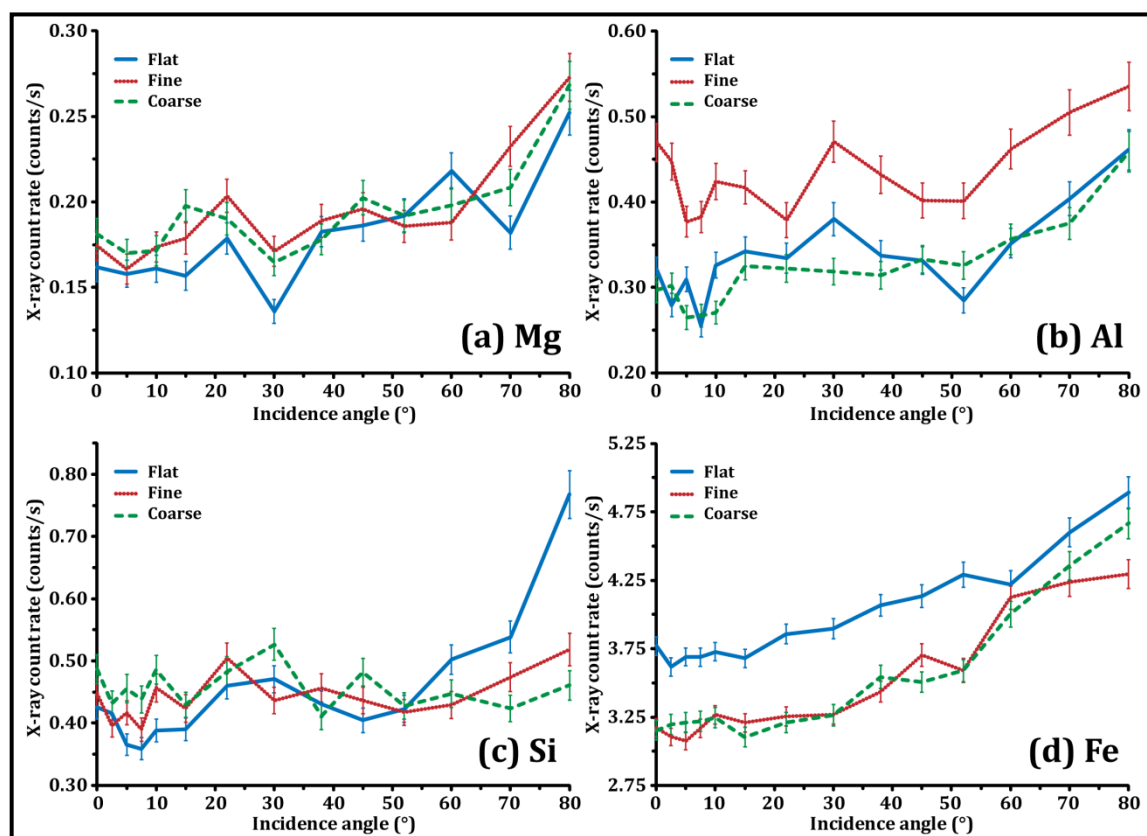 X-ray count rate (counts/s)
0.30
0.25
0.20
0.15
0.10
Flat
Fine
Coarse
(a) Mg
0 10 20 30 40 50 60 70 80
Incidence angle (°)
X-ray count rate (counts/s)
0.60
0.50
0.40
0.30
0.20
Flat
Fine
Coarse
(b) Al
0 10 20 30 40 50 60 70 80
Incidence angle (°)
X-ray count rate (counts/s)
0.80
0.70
0.60
0.50
0.40
0.30
Flat
Fine
Coarse
(c) Si
0 10 20 30 40 50 60 70 80
Incidence angle (°)
X-ray count rate (counts/s)
5.25
4.75
4.25
3.75
3.25
2.75
Flat
Fine
Coarse
(d) Fe
0 10 20 30 40 50 60 70 80
Incidence angle (°)